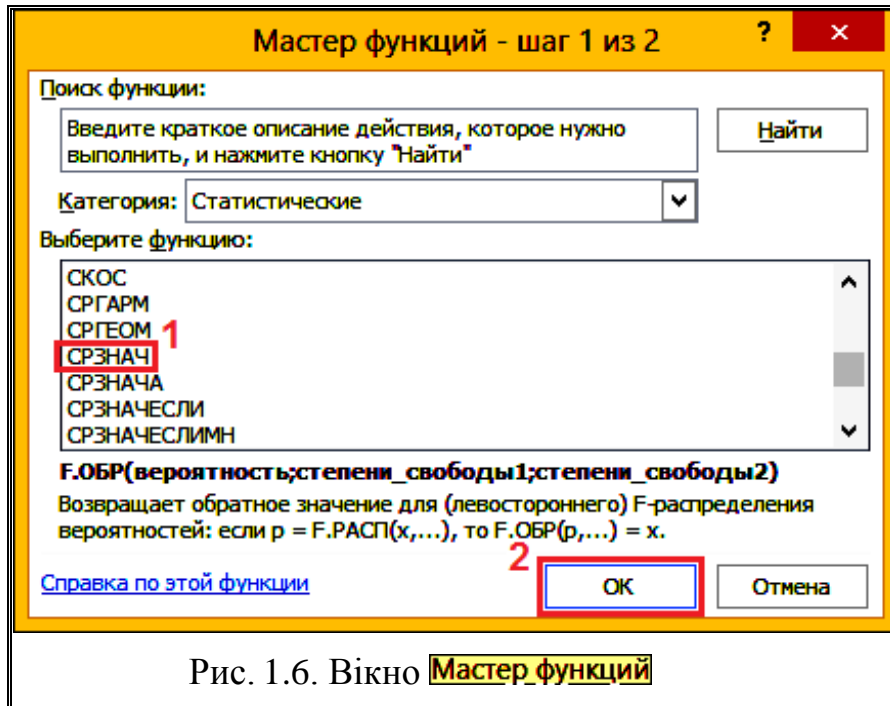 Мастер функций - шаг 1 из 2 ? ×
Поиск функции:
Введите краткое описание действия, которое нужно
выполнить, и нажмите кнопку "Найти"
Найти
Категория: Статистические
Выберите функцию:
СКОС
СРГАРМ
СРГЕОМ 1
СРЗНАЧ
СРЗНАЧА
СРЗНАЧЕСЛИ
СРЗНАЧЕСЛИМН
F.ОБР(вероятность;степени_свободы1;степени_свободы2)
Возвращает обратное значение для (левостороннего) F-распределения
вероятностей: если p = F.РАСП(x,...), то F.ОБР(p,...) = x.
Справка по этой функции
2
ОК
Отмена
Рис. 1.6. Вікно Мастер функций